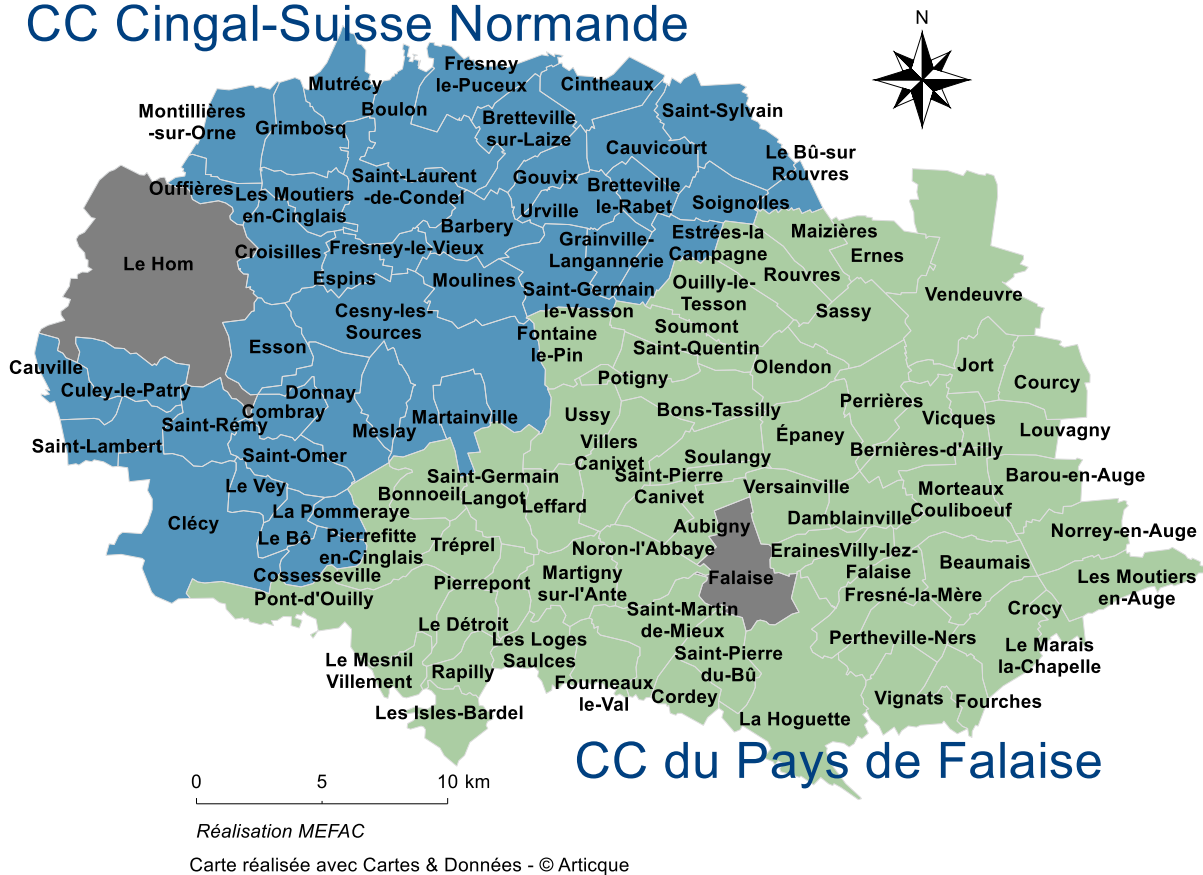 CC Cingal-Suisse Normande
N
Fresney
le-Puceux
Mutrécy
Cintheaux
Boulon
Montillières
-sur-Orne
Grimbosq
Bretteville
sur-Laize
Saint-Sylvain
Cauvicourt
Le Bû-sur
Rouvres
Ouffières
Les Moutiers
en-Cinglais
Saint-Laurent
-de-Condel
Gouvix
Bretteville
le-Rabet
Soignolles
Urville
Barbery
Croisilles
Fresney-le-Vieux
Grainville-
Langannerie
Estrées-la
Campagne
Maizières
Ernes
Le Hom
Espins
Moulines
Saint-Germain
le-Vasson
Ouilly-le-
Tesson
Rouvres
Vendeuvre
Cesny-les-
Sources
Sassy
Fontaine
le-Pin
Soumont
Saint-Quentin
Esson
Cauville
Culey-le-Patry
Olendon
Jort
Courcy
Potigny
Donnay
Combray
Perrières
Vicques
Saint-Rémy
Meslay
Martainville
Ussy
Bons-Tassilly
Louvagny
Saint-Lambert
Saint-Omer
Villers
Canivet
Épaney
Bernières-d'Ailly
Soulangy
Saint-Germain
Langot
Saint-Pierre
Canivet
Barou-en-Auge
Le Vey
Bonnoeil
Leffard
Versainville
Morteaux
Couliboeuf
Clécy
La Pommeraye
Aubigny
Damblainville
Norrey-en-Auge
Le Bô
Pierrefitte
en-Cinglais
Tréprel
Noron-l'Abbaye
Eraines
Villy-lez-
Falaise
Beaumais
Cossesseville
Pierrepont
Martigny
sur-l'Ante
Falaise
Les Moutiers
en-Auge
Pont-d'Ouilly
Fresné-la-Mère
Crocy
Le Détroit
Saint-Martin
de-Mieux
Les Loges
Saulces
Pertheville-Ners
Le Marais
la-Chapelle
Le Mesnil
Villement
Rapilly
Saint-Pierre
du-Bû
Fourneaux
le-Val
Cordey
Vignats
Fourches
Les Isles-Bardel
La Hoguette
CC du Pays de Falaise
0 5 10 km
Réalisation MEFAC
Carte réalisée avec Cartes & Données - © Articque